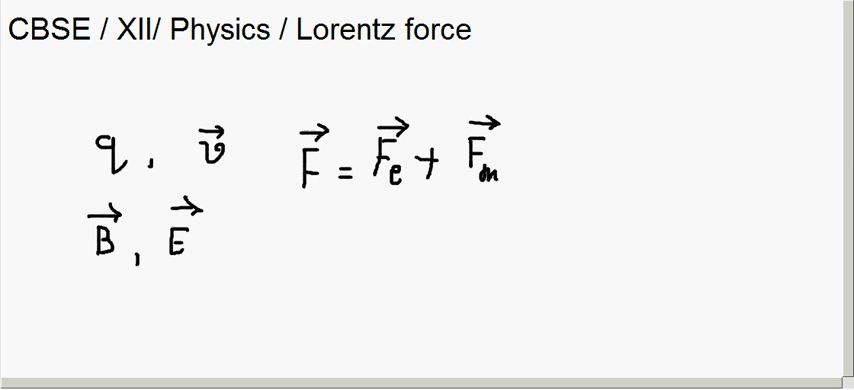 CBSE / XII/ Physics / Lorentz force
q, v⃗ F⃗ = F⃗e + F⃗m
B⃗, E⃗